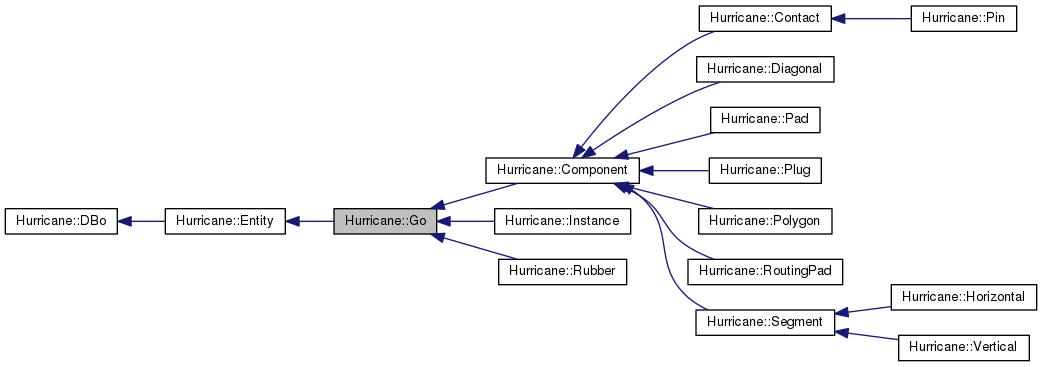 Hurricane::Contact
Hurricane::Pin
Hurricane::Diagonal
Hurricane::Pad
Hurricane::Component
Hurricane::Plug
Hurricane::DBo
Hurricane::Entity
Hurricane::Go
Hurricane::Instance
Hurricane::Polygon
Hurricane::Rubber
Hurricane::RoutingPad
Hurricane::Horizontal
Hurricane::Segment
Hurricane::Vertical